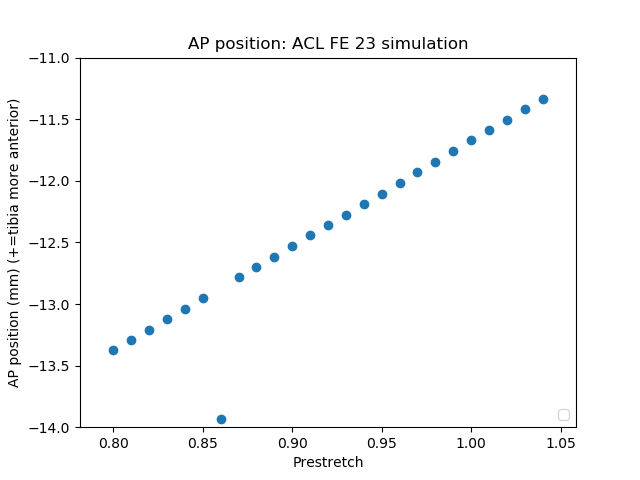 AP position: ACL FE 23 simulation
AP position (mm) (+=tibia more anterior)
−11.0
−11.5
−12.0
−12.5
−13.0
−13.5
−14.0
0.80 0.85 0.90 0.95 1.00 1.05
Prestretch